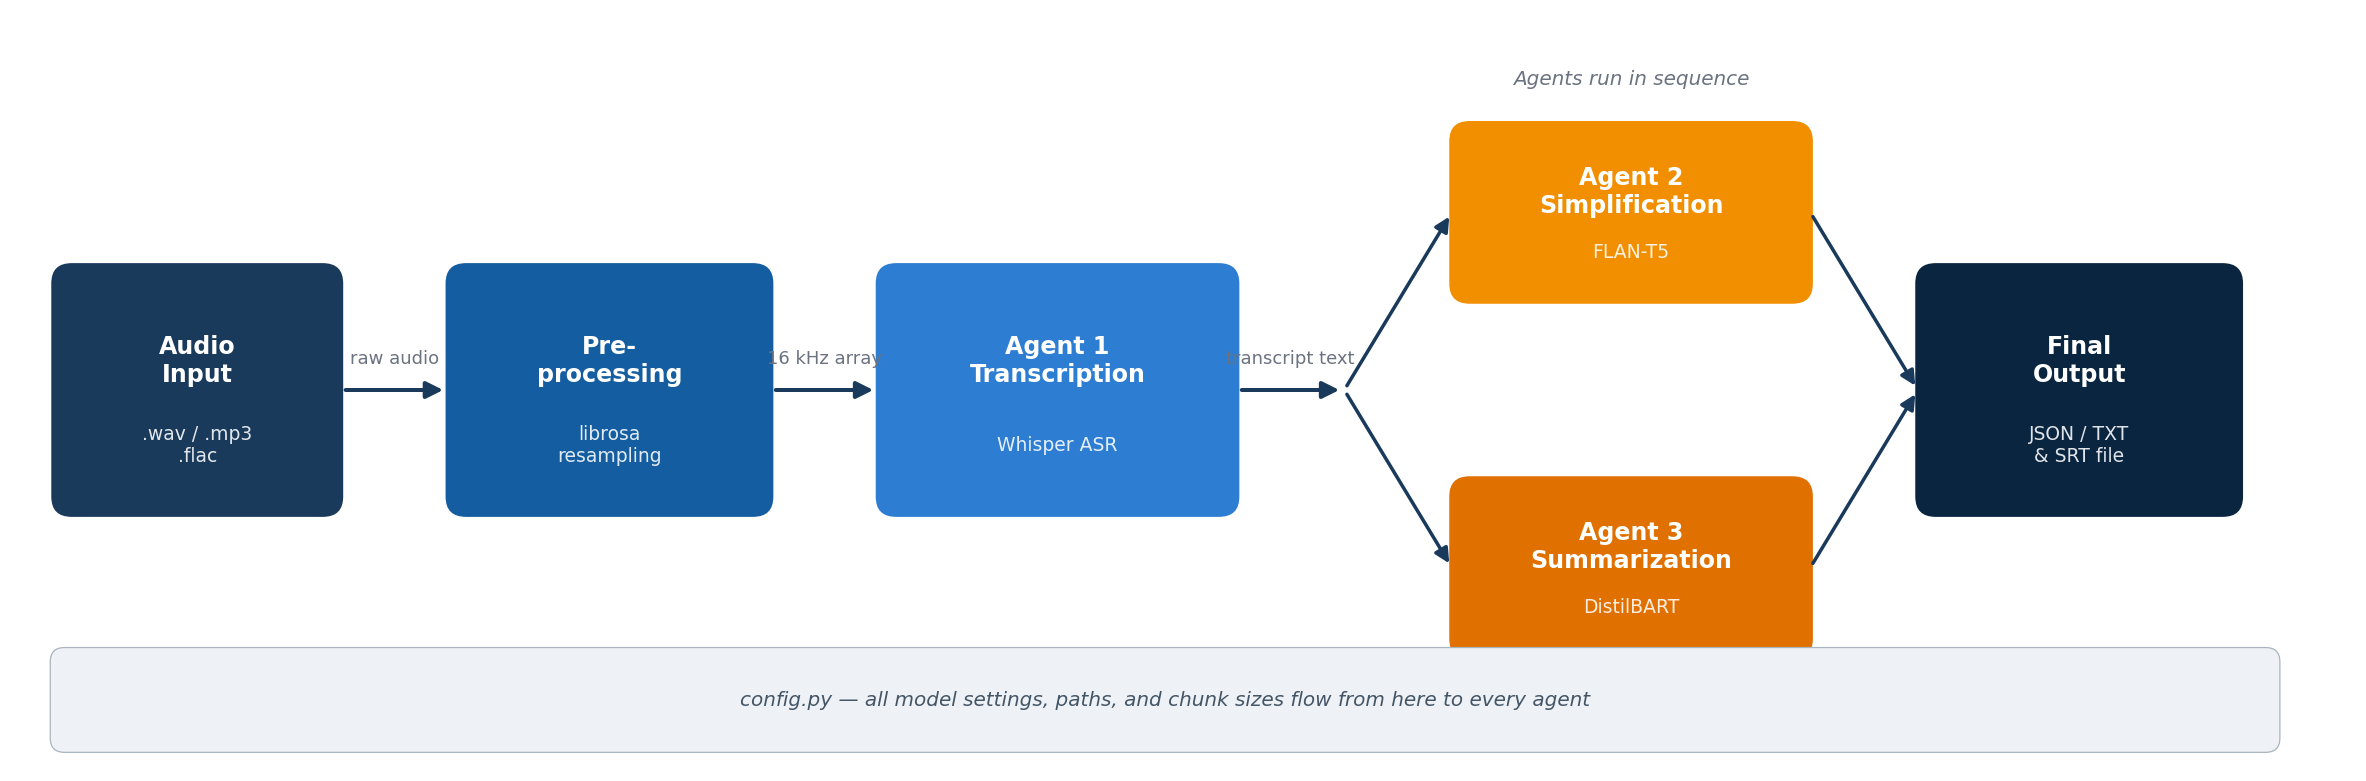 Agents run in sequence
Audio
Input
.wav / .mp3
.flac
raw audio
Pre-
processing
librosa
resampling
16 kHz array
Agent 1
Transcription
Whisper ASR
transcript text
Agent 2
Simplification
FLAN-T5
Agent 3
Summarization
DistilBART
Final
Output
JSON / TXT
& SRT file
config.py — all model settings, paths, and chunk sizes flow from here to every agent